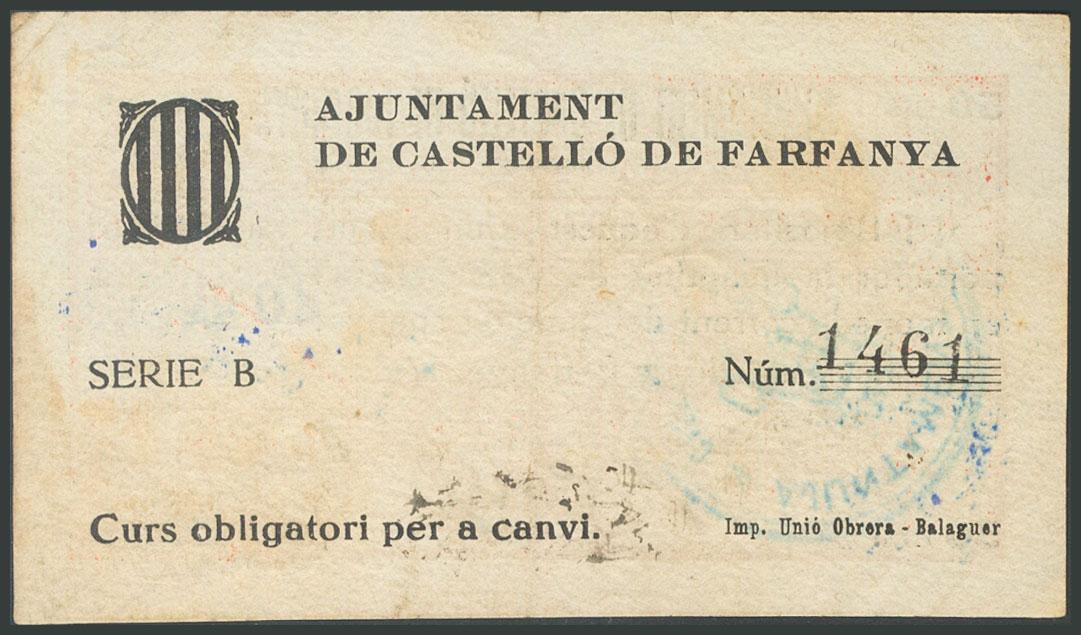 AJUNTAMENT
DE CASTELLÓ DE FARFANYA
SERIE B
Núm. 1461
Curs obligatori per a canvi.
Imp. Unió Obrera - Balaguer